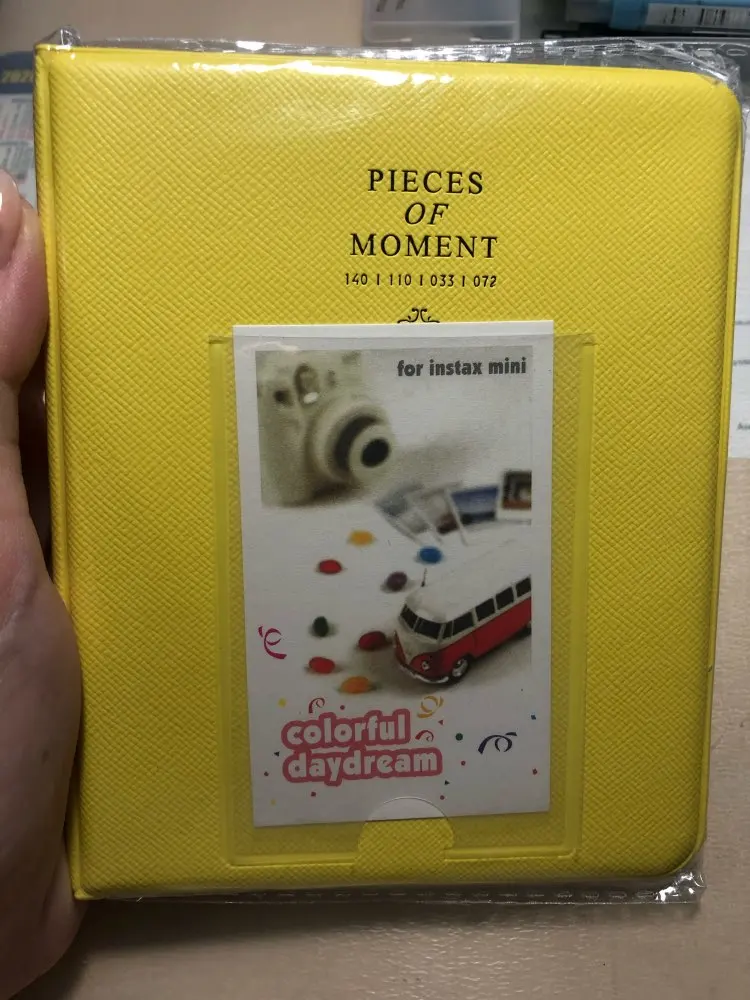 PIECES
OF
MOMENT
140 I 110 I 033 I 072
for instax mini
colorful
daydream